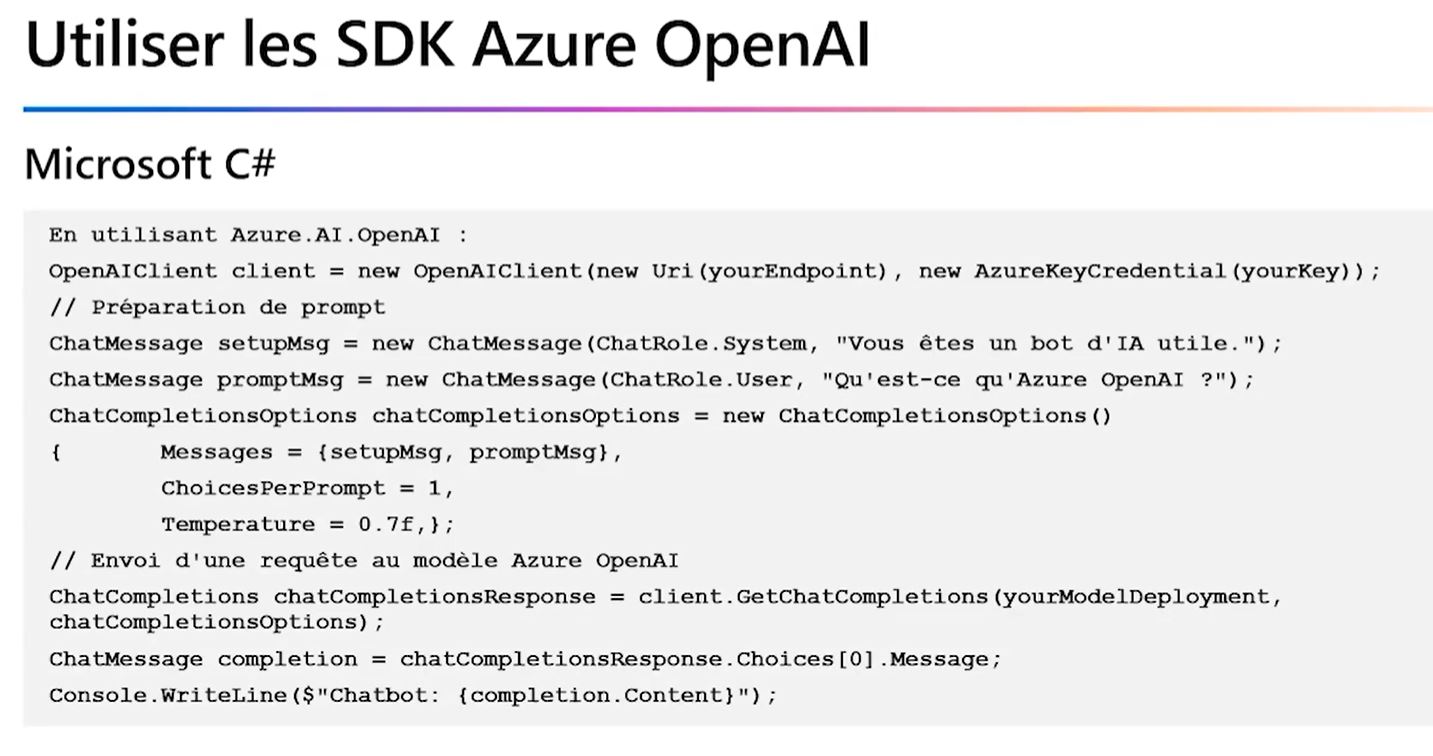 Utiliser les SDK Azure OpenAI
Microsoft C#
En utilisant Azure.AI.OpenAI :
OpenAIClient client = new OpenAIClient(new Uri(yourEndpoint), new AzureKeyCredential(yourKey));
// Préparation de prompt
ChatMessage setupMsg = new ChatMessage(ChatRole.System, "Vous êtes un bot d'IA utile.");
ChatMessage promptMsg = new ChatMessage(ChatRole.User, "Qu'est-ce qu'Azure OpenAI ?");
ChatCompletionsOptions chatCompletionsOptions = new ChatCompletionsOptions()
{ Messages = {setupMsg, promptMsg},
ChoicesPerPrompt = 1,
Temperature = 0.7f,};
// Envoi d'une requête au modèle Azure OpenAI
ChatCompletions chatCompletionsResponse = client.GetChatCompletions(yourModelDeployment,
chatCompletionsOptions);
ChatMessage completion = chatCompletionsResponse.Choices[0].Message;
Console.WriteLine($"Chatbot: {completion.Content}");